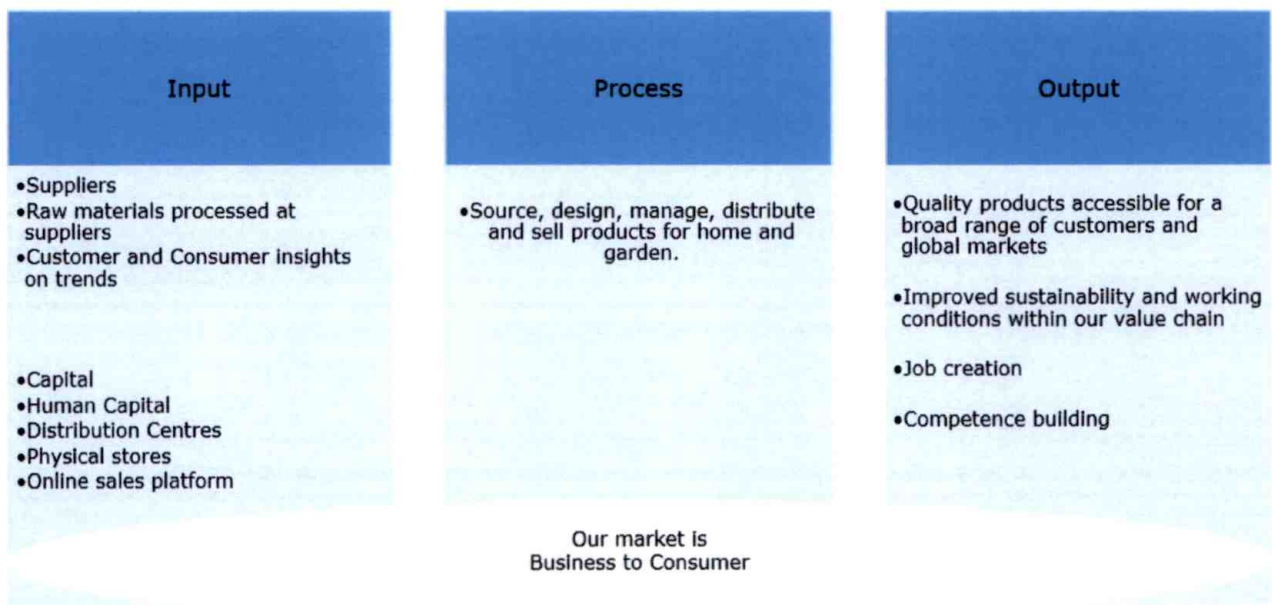 Input
•Suppliers
•Raw materials processed at
suppliers
•Customer and Consumer insights
on trends
•Capital
•Human Capital
•Distribution Centres
•Physical stores
•Online sales platform
Process
•Source, design, manage, distribute
and sell products for home and
garden.
Output
•Quality products accessible for a
broad range of customers and
global markets
•Improved sustainability and working
conditions within our value chain
•Job creation
•Competence building
Our market is
Business to Consumer